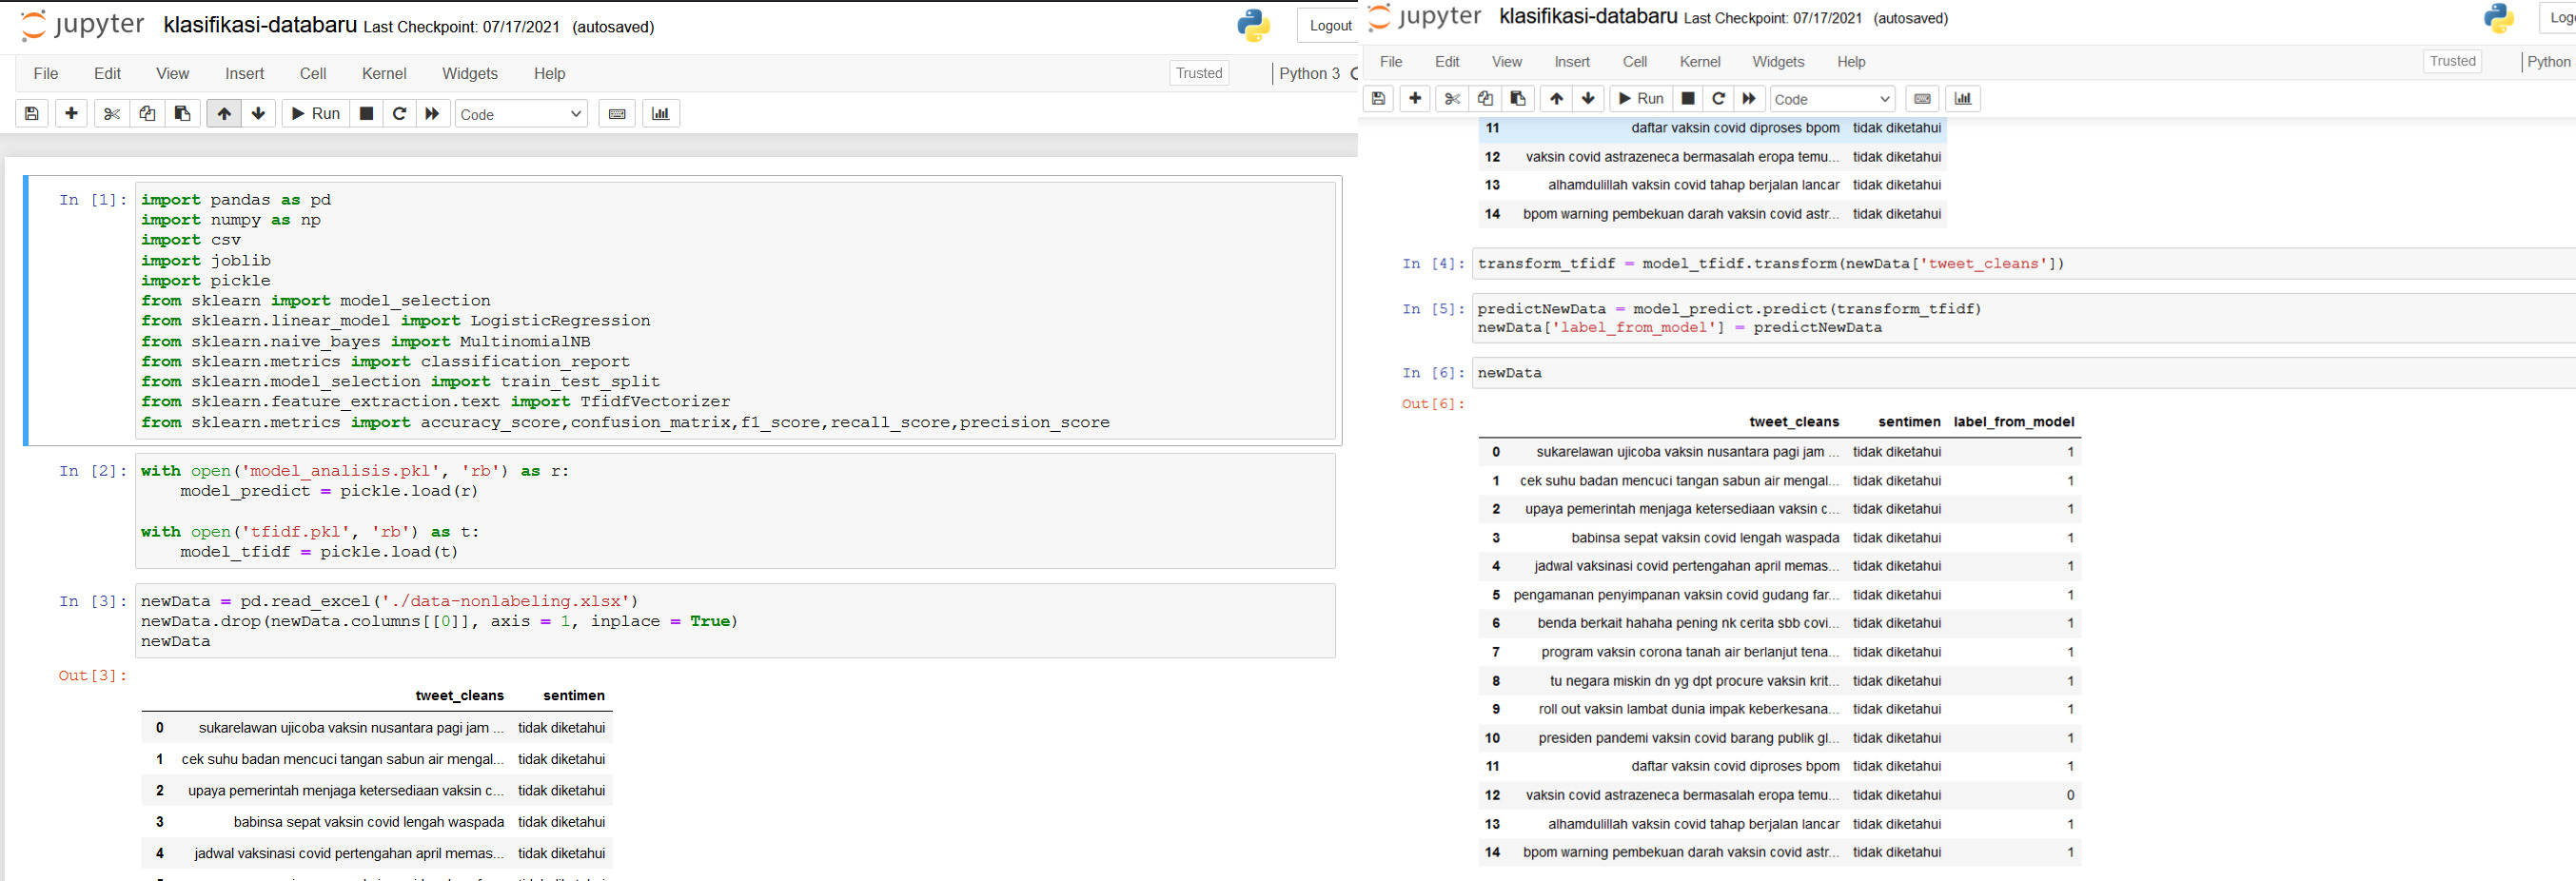 jupyter klasifikasi-databaru Last Checkpoint: 07/17/2021 (autosaved)
Logout
File Edit View Insert Cell Kernel Widgets Help
Trusted
Python 3
Run
Code
In [1]: import pandas as pd
import numpy as np
import csv
import joblib
import pickle
from sklearn import model_selection
from sklearn.linear_model import LogisticRegression
from sklearn.naive_bayes import MultinomialNB
from sklearn.metrics import classification_report
from sklearn.model_selection import train_test_split
from sklearn.feature_extraction.text import TfidfVectorizer
from sklearn.metrics import accuracy_score,confusion_matrix,f1_score,recall_score,precision_score
In [2]: with open('model_analisis.pkl', 'rb') as r:
    model_predict = pickle.load(r)
with open('tfidf.pkl', 'rb') as t:
    model_tfidf = pickle.load(t)
In [3]: newData = pd.read_excel('./data-nonlabeling.xlsx')
newData.drop(newData.columns[[0]], axis = 1, inplace = True)
newData
Out[3]:
tweet_cleans sentimen
0 sukarelawan ujicoba vaksin nusantara pagi jam ... tidak diketahui
1 cek suhu badan mencuci tangan sabun air mengal... tidak diketahui
2 upaya pemerintah menjaga ketersediaan vaksin c... tidak diketahui
3 babinsa sepat vaksin covid lengah waspada tidak diketahui
4 jadwal vaksinasi covid pertengahan april memas... tidak diketahui
jupyter klasifikasi-databaru Last Checkpoint: 07/17/2021 (autosaved)
File Edit View Insert Cell Kernel Widgets Help
Trusted
Python
Run
Code
11 daftar vaksin covid diproses bpom tidak diketahui
12 vaksin covid astrazeneca bermasalah eropa temu... tidak diketahui
13 alhamdulillah vaksin covid tahap berjalan lancar tidak diketahui
14 bpom warning pembekuan darah vaksin covid astr... tidak diketahui
In [4]: transform_tfidf = model_tfidf.transform(newData['tweet_cleans'])
In [5]: predictNewData = model_predict.predict(transform_tfidf)
newData['label_from_model'] = predictNewData
In [6]: newData
Out[6]:
tweet_cleans sentimen label_from_model
0 sukarelawan ujicoba vaksin nusantara pagi jam ... tidak diketahui 1
1 cek suhu badan mencuci tangan sabun air mengal... tidak diketahui 1
2 upaya pemerintah menjaga ketersediaan vaksin c... tidak diketahui 1
3 babinsa sepat vaksin covid lengah waspada tidak diketahui 1
4 jadwal vaksinasi covid pertengahan april memas... tidak diketahui 1
5 pengamanan penyimpanan vaksin covid gudang far... tidak diketahui 1
6 benda berkait hahaha pening nk cerita sbb covi... tidak diketahui 1
7 program vaksin corona tanah air berlanjut tena... tidak diketahui 1
8 tu negara miskin dn yg dpt procure vaksin krit... tidak diketahui 1
9 roll out vaksin lambat dunia impak keberkesana... tidak diketahui 1
10 presiden pandemi vaksin covid barang publik gl... tidak diketahui 1
11 daftar vaksin covid diproses bpom tidak diketahui 1
12 vaksin covid astrazeneca bermasalah eropa temu... tidak diketahui 0
13 alhamdulillah vaksin covid tahap berjalan lancar tidak diketahui 1
14 bpom warning pembekuan darah vaksin covid astr... tidak diketahui 1